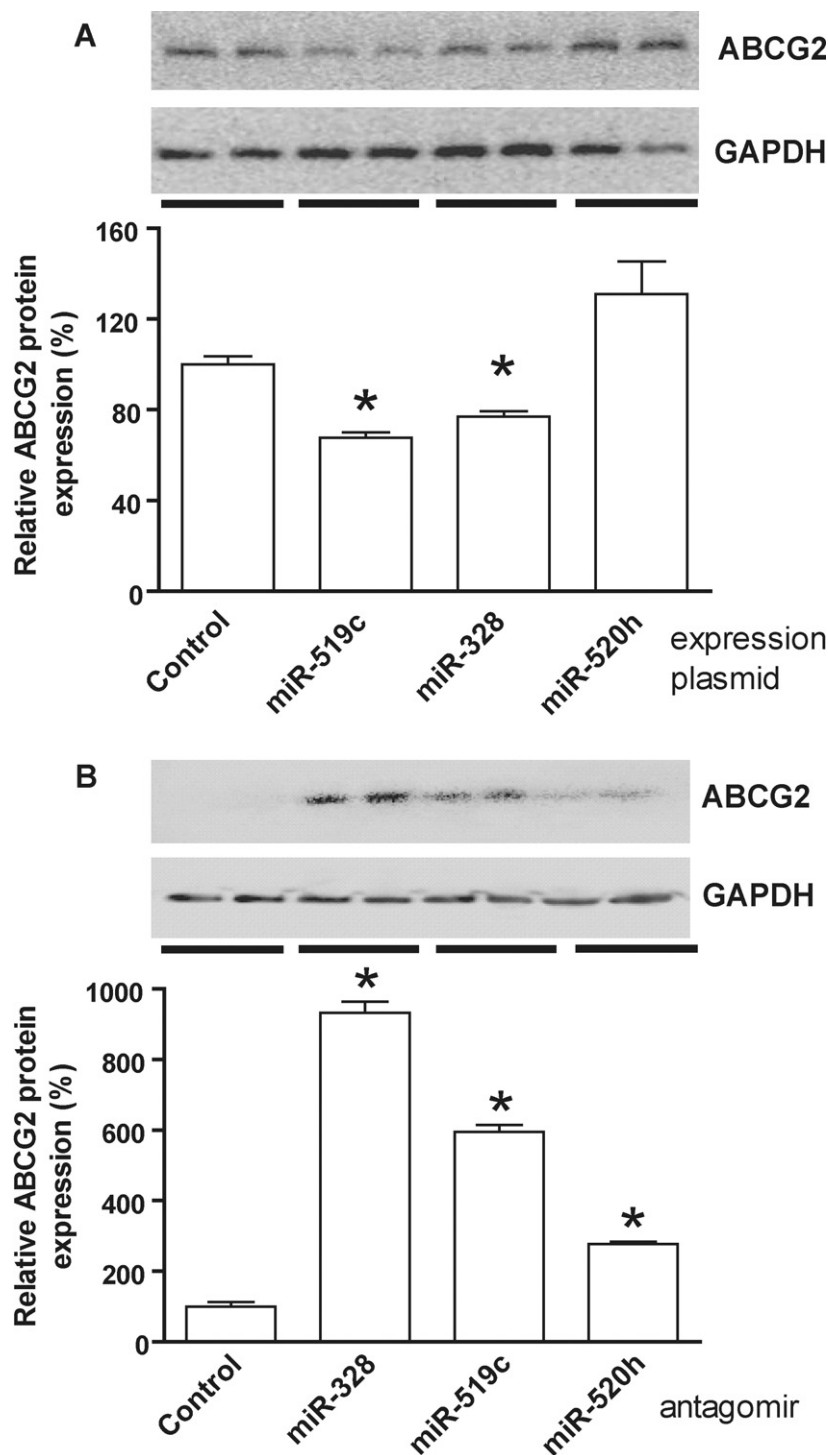 A
ABCG2
GAPDH
Relative ABCG2 protein
expression (%)
160
120
80
40
0
*
*
Control
miR-519c
miR-328
miR-520h
expression
plasmid
B
ABCG2
GAPDH
Relative ABCG2 protein
expression (%)
1000
800
600
400
200
0
*
*
*
Control
miR-328
miR-519c
miR-520h
antagomir